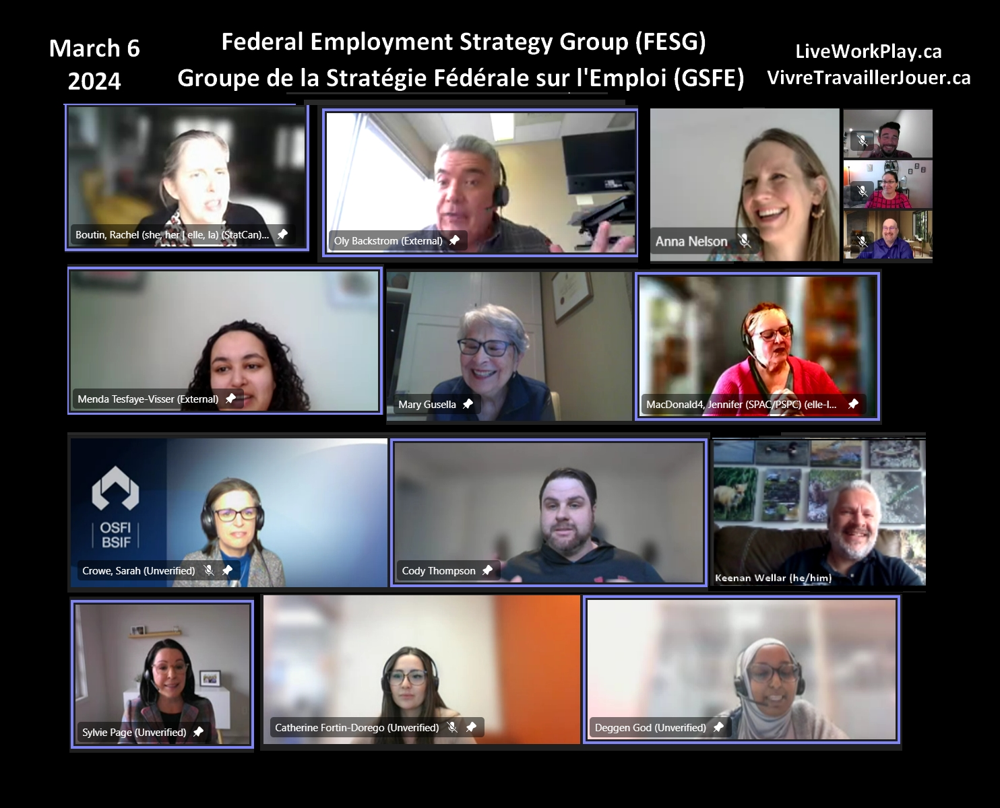 March 6
2024
Federal Employment Strategy Group (FESG)
Groupe de la Stratégie Fédérale sur l'Emploi (GSFE)
LiveWorkPlay.ca
VivreTravaillerJouer.ca
Boutin, Rachel (she, her | elle, la) (StatCan)...
Oly Backstrom (External)
Anna Nelson
Menda Tesfaye-Visser (External)
Mary Gusella
MacDonald4, Jennifer (SPAC/PSPC) (elle-l...
OSFI
BSIF
Crowe, Sarah (Unverified)
Cody Thompson
Keenan Wellar (he/him)
Sylvie Page (Unverified)
Catherine Fortin-Dorego (Unverified)
Deggen God (Unverified)